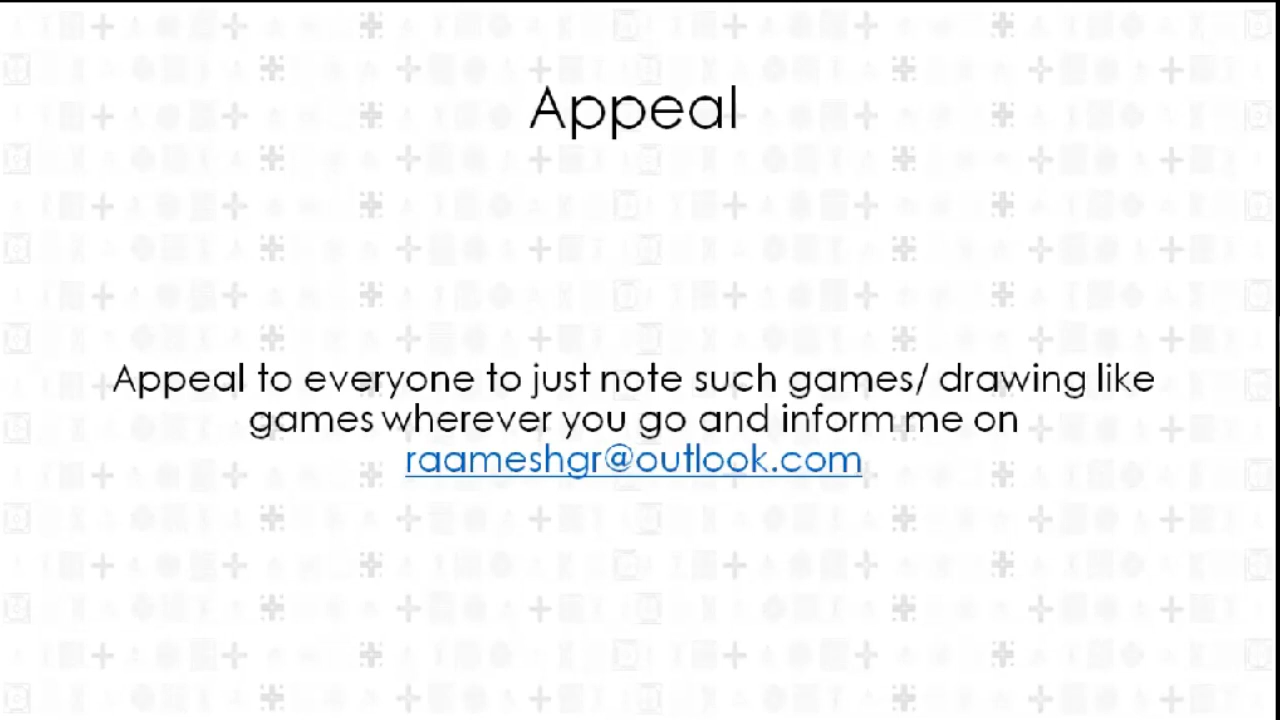 Appeal
Appeal to everyone to just note such games/ drawing like
games wherever you go and inform me on
raameshgr@outlook.com